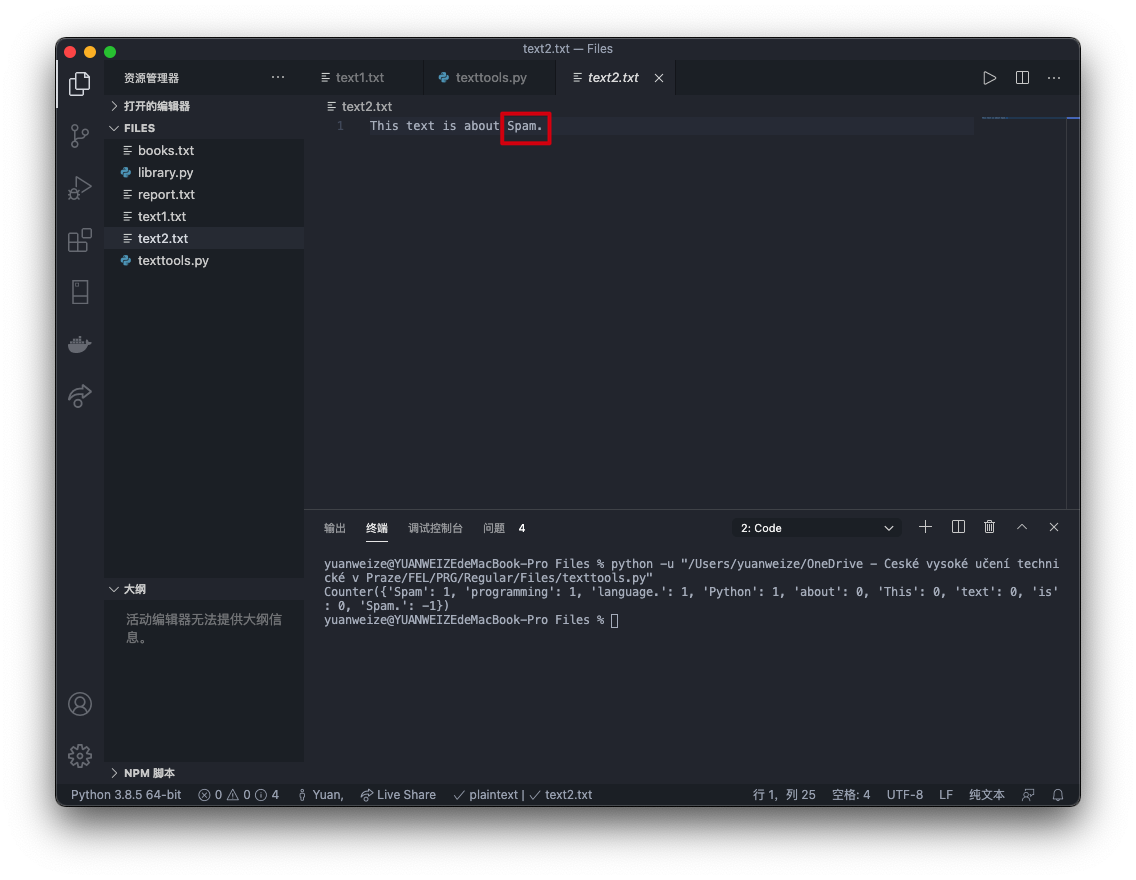 text2.txt — Files
资源管理器 ···
text1.txt
texttools.py
text2.txt
打开的编辑器
FILES
books.txt
library.py
report.txt
text1.txt
text2.txt
texttools.py
text2.txt
1 This text is about Spam.
输出 终端 调试控制台 问题 4
2: Code
yuanweize@YUANWEIZEdeMacBook-Pro Files % python -u "/Users/yuanweize/OneDrive - České vysoké učení techni
cké v Praze/FEL/PRG/Regular/Files/texttools.py"
Counter({'Spam': 1, 'programming': 1, 'language.': 1, 'Python': 1, 'about': 0, 'This': 0, 'text': 0, 'is'
: 0, 'Spam.': -1})
yuanweize@YUANWEIZEdeMacBook-Pro Files %
大纲
活动编辑器无法提供大纲信
息。
NPM 脚本
Python 3.8.5 64-bit 0 0 4 Yuan, Live Share plaintext | text2.txt 行 1，列 25 空格: 4 UTF-8 LF 纯文本